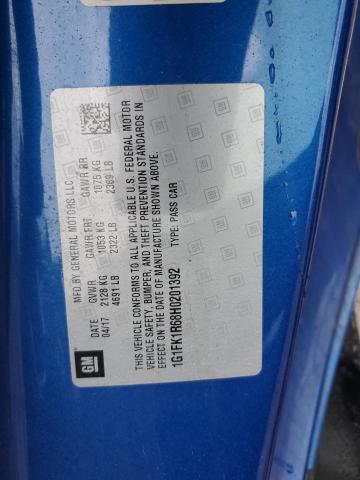 GM
MFD BY GENERAL MOTORS LLC
DATE GVWR GAWR FRT GAWR RR
04/17 2128 KG 1053 KG 1075 KG
4691 LB 2322 LB 2369 LB
THIS VEHICLE CONFORMS TO ALL APPLICABLE U.S. FEDERAL MOTOR
VEHICLE SAFETY, BUMPER, AND THEFT PREVENTION STANDARDS IN
EFFECT ON THE DATE OF MANUFACTURE SHOWN ABOVE.
1G1FK1R68H0201392 TYPE: PASS CAR